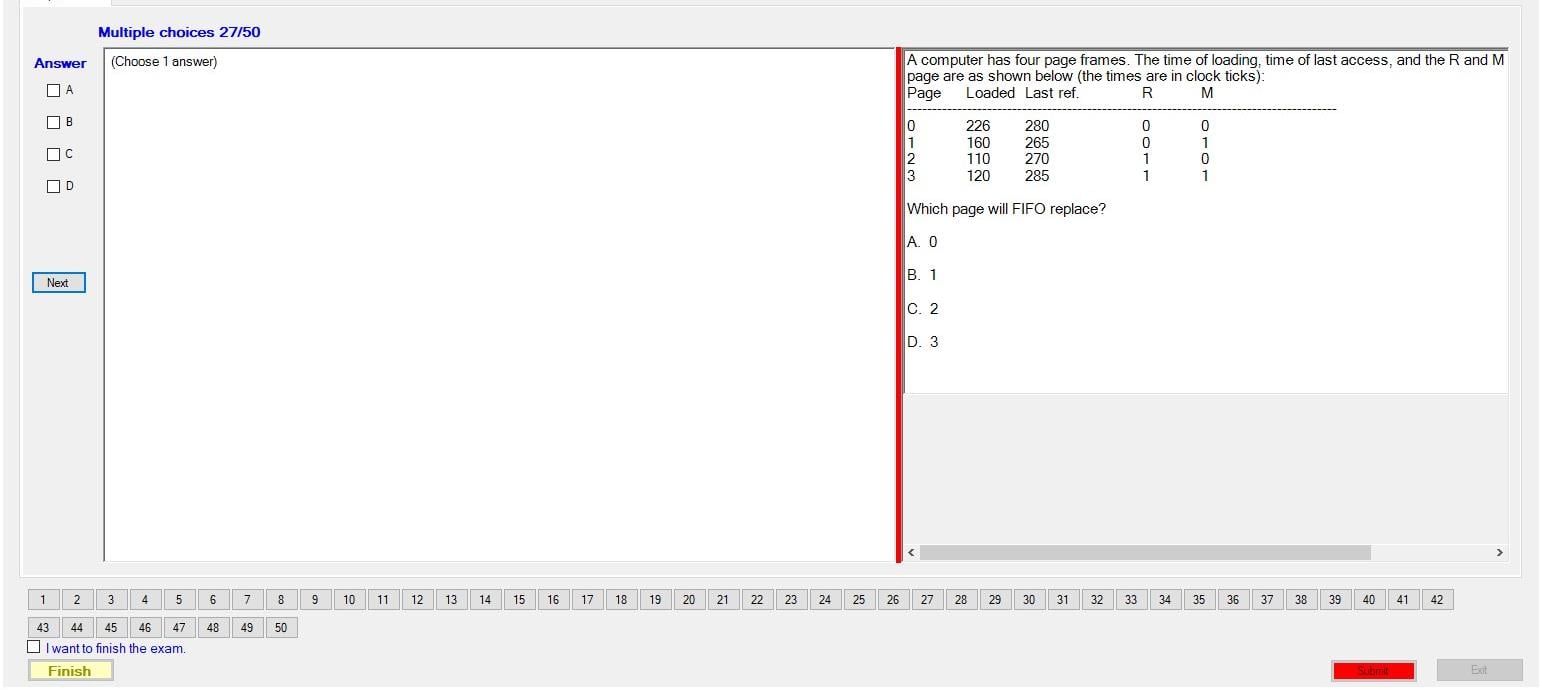 Multiple choices 27/50
Answer
(Choose 1 answer)
A
B
C
D
Next
A computer has four page frames. The time of loading, time of last access, and the R and M
page are as shown below (the times are in clock ticks):
Page Loaded Last ref. R M
--------------------------------------------------------------------------------------------------------------
0 226 280 0 0
1 160 265 0 1
2 110 270 1 0
3 120 285 1 1
Which page will FIFO replace?
A. 0
B. 1
C. 2
D. 3
1 2 3 4 5 6 7 8 9 10 11 12 13 14 15 16 17 18 19 20 21 22 23 24 25 26 27 28 29 30 31 32 33 34 35 36 37 38 39 40 41 42
43 44 45 46 47 48 49 50
I want to finish the exam.
Finish
Submit
Exit